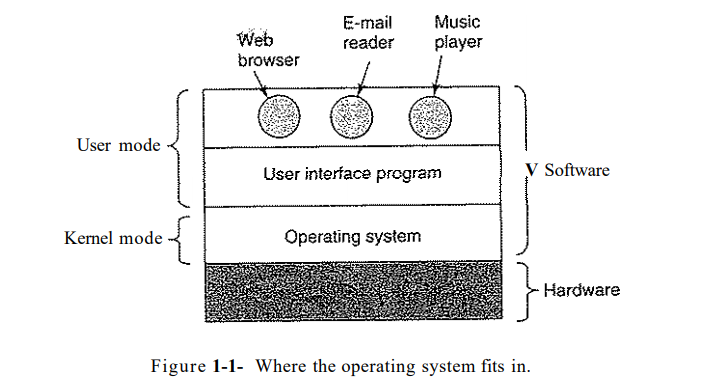 Web
browser
E-mail
reader
Music
player
User mode
User interface program
V Software
Kernel mode
Operating system
Hardware
Figure 1-1- Where the operating system fits in.